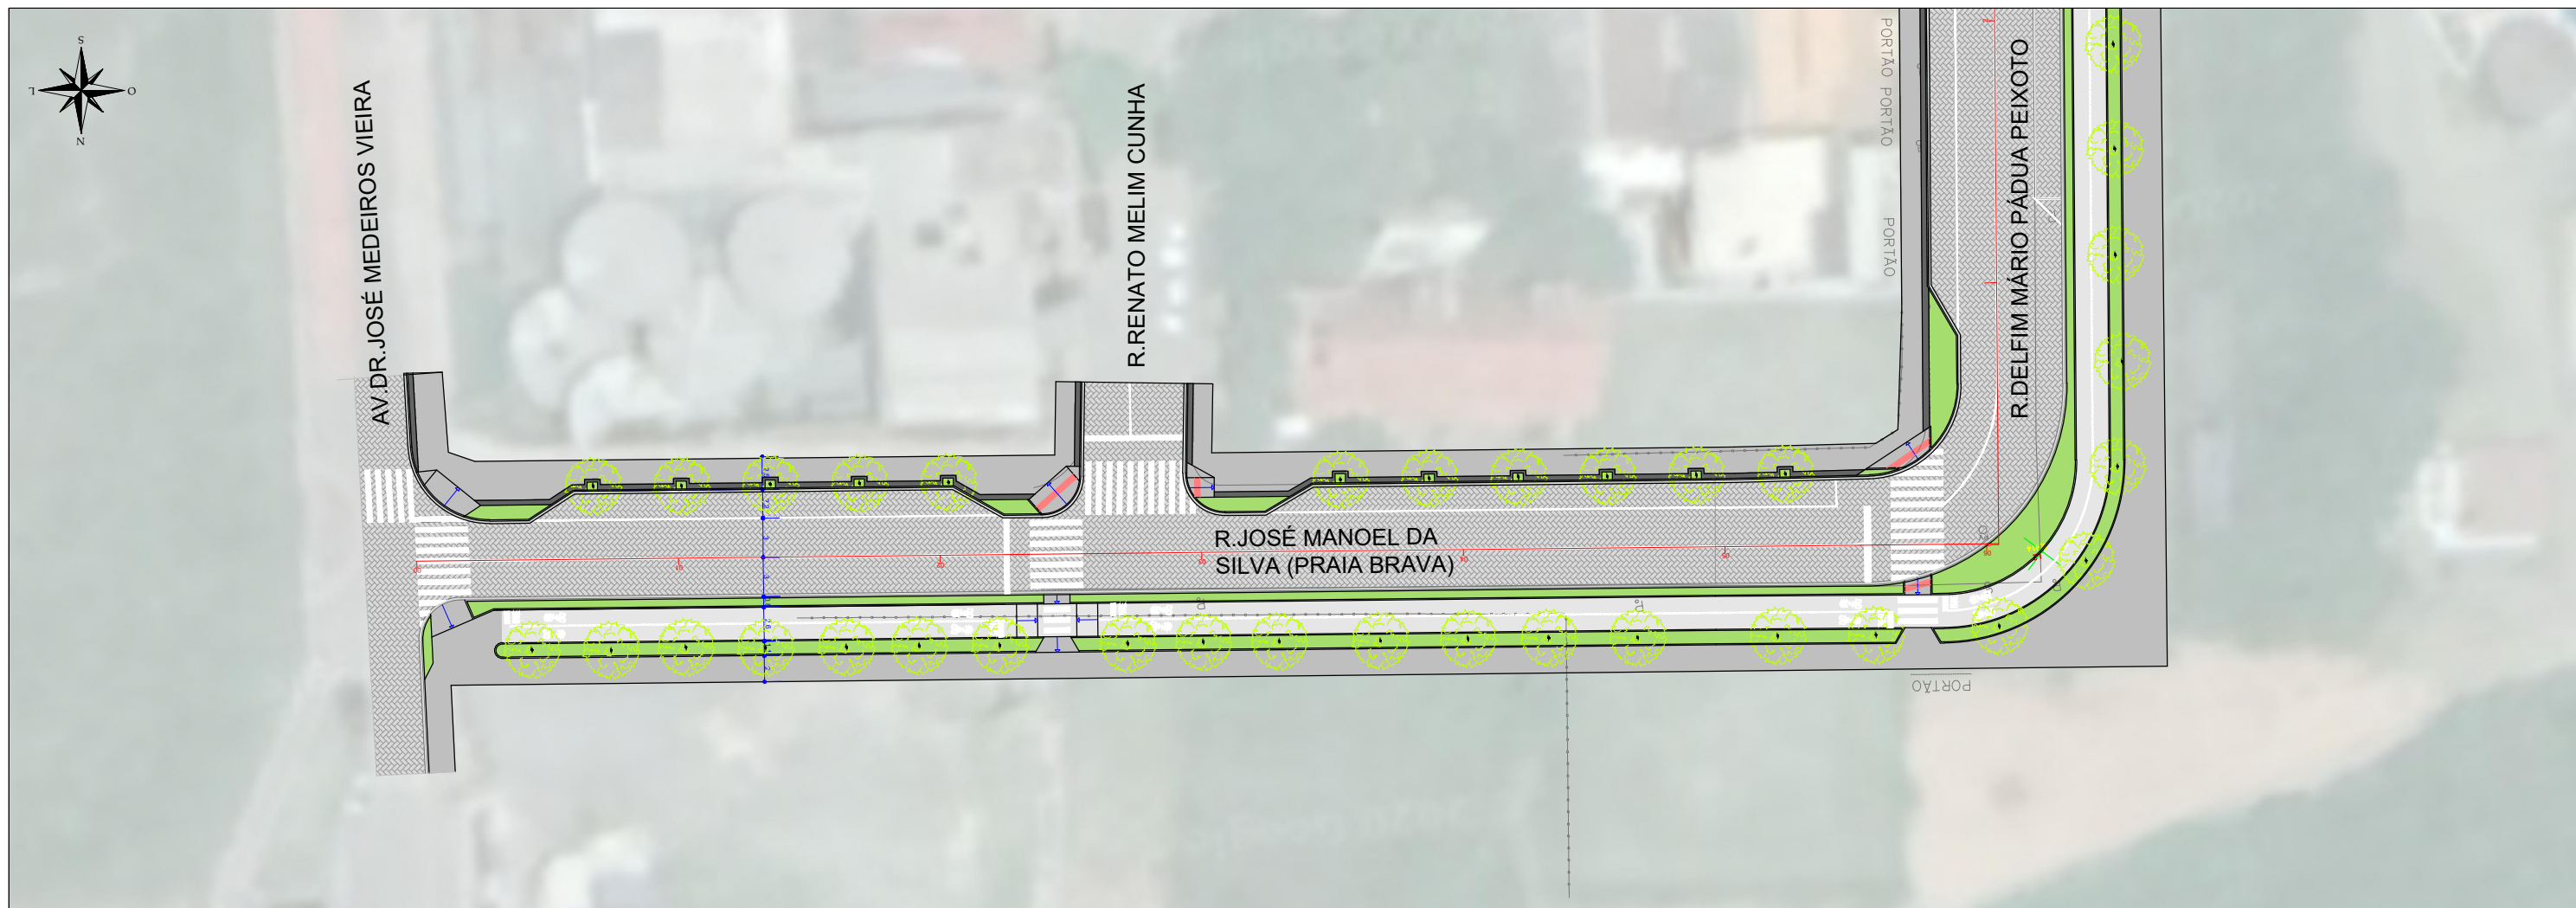 S
L
O
N
AV.DR.JOSÉ MEDEIROS VIEIRA
R.RENATO MELIM CUNHA
PORTÃO
PORTÃO
PORTÃO
R.DELFIM MÁRIO PÁDUA PEIXOTO
R.JOSÉ MANOEL DA
SILVA (PRAIA BRAVA)
PORTÃO